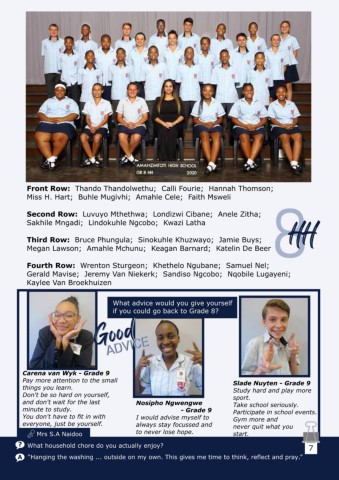 AMANZIMTOTI HIGH SCHOOL
GR 8 HH 2020
Front Row: Thando Thandolwethu; Calli Fourie; Hannah Thomson;
Miss H. Hart; Buhle Mugivhi; Amahle Cele; Faith Msweli
Second Row: Luvuyo Mthethwa; Londizwi Cibane; Anele Zitha;
Sakhile Mngadi; Lindokuhle Ngcobo; Kwazi Latha
8HH
Third Row: Bruce Phungula; Sinokuhle Khuzwayo; Jamie Buys;
Megan Lawson; Amahle Mchunu; Keagan Barnard; Katelin De Beer
Fourth Row: Wrenton Sturgeon; Khethelo Ngubane; Samuel Nel;
Gerald Mavise; Jeremy Van Niekerk; Sandiso Ngcobo; Nqobile Lugayeni;
Kaylee Van Broekhuizen
What advice would you give yourself
if you could go back to Grade 8?
Good
ADVICE
Carena van Wyk - Grade 9
Pay more attention to the small
things you learn.
Don't be so hard on yourself,
and don't wait for the last
minute to study.
You don't have to fit in with
everyone, just be yourself.
Nosipho Ngwengwe
- Grade 9
I would advise myself to
always stay focussed and
to never lose hope.
Slade Nuyten - Grade 9
Study hard and play more
sport.
Take school seriously.
Participate in school events.
Gym more and
never quit what you
start.
Mrs S.A Naidoo
? What household chore do you actually enjoy?
A "Hanging the washing ... outside on my own. This gives me time to think, reflect and pray."
7